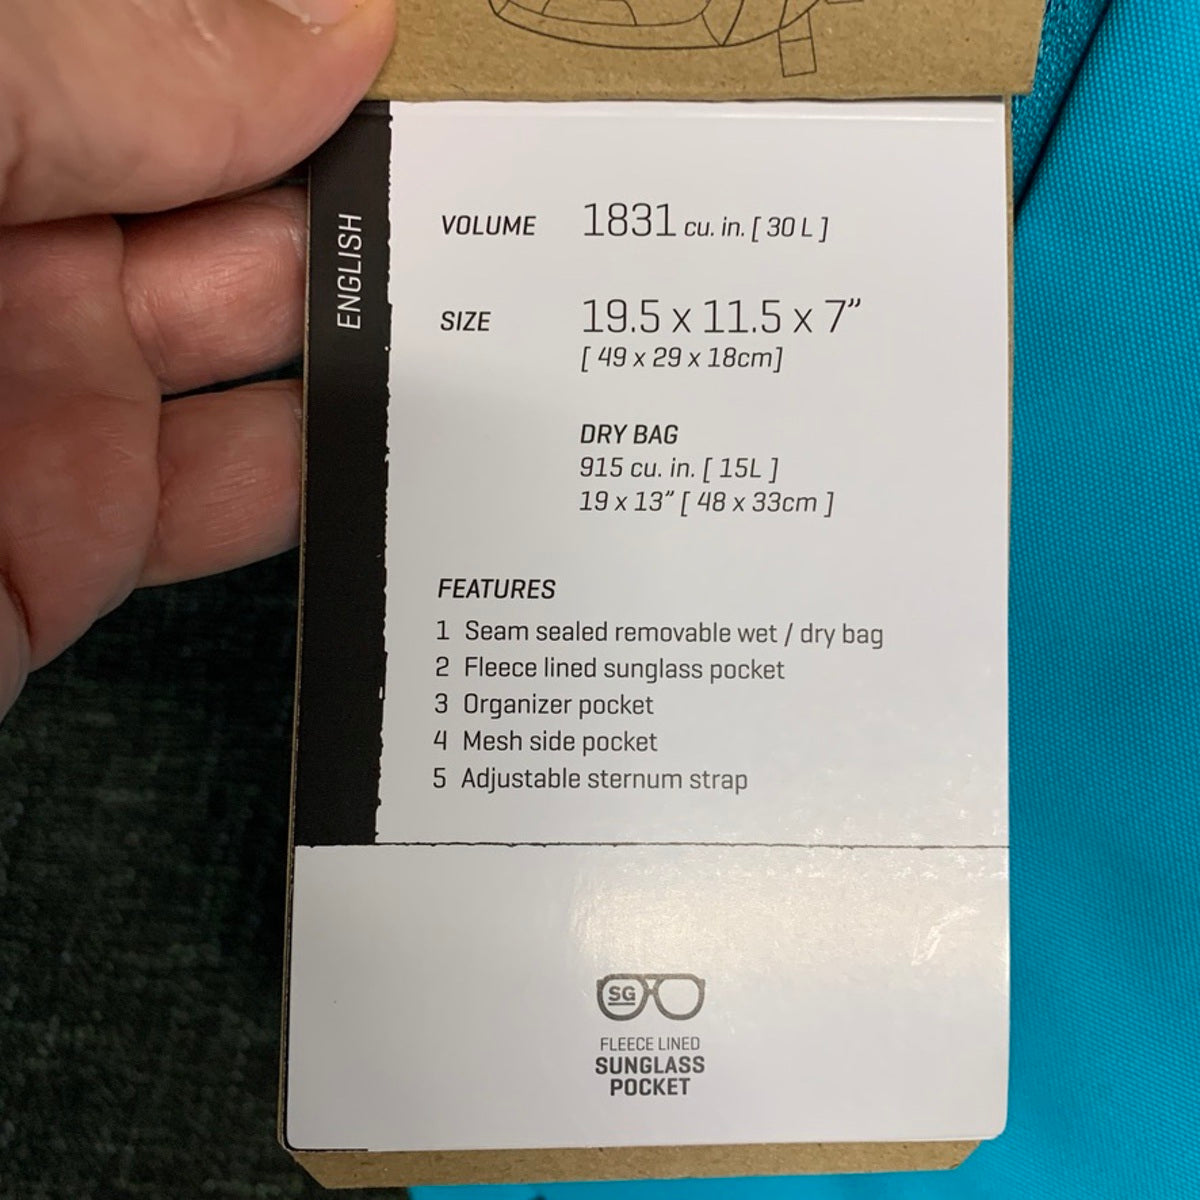 ENGLISH
VOLUME 1831 cu. in. [ 30 L ]
SIZE 19.5 x 11.5 x 7”
[ 49 x 29 x 18cm]
DRY BAG
915 cu. in. [ 15L ]
19 x 13” [ 48 x 33cm ]
FEATURES
1 Seam sealed removable wet / dry bag
2 Fleece lined sunglass pocket
3 Organizer pocket
4 Mesh side pocket
5 Adjustable sternum strap
SG
FLEECE LINED
SUNGLASS
POCKET